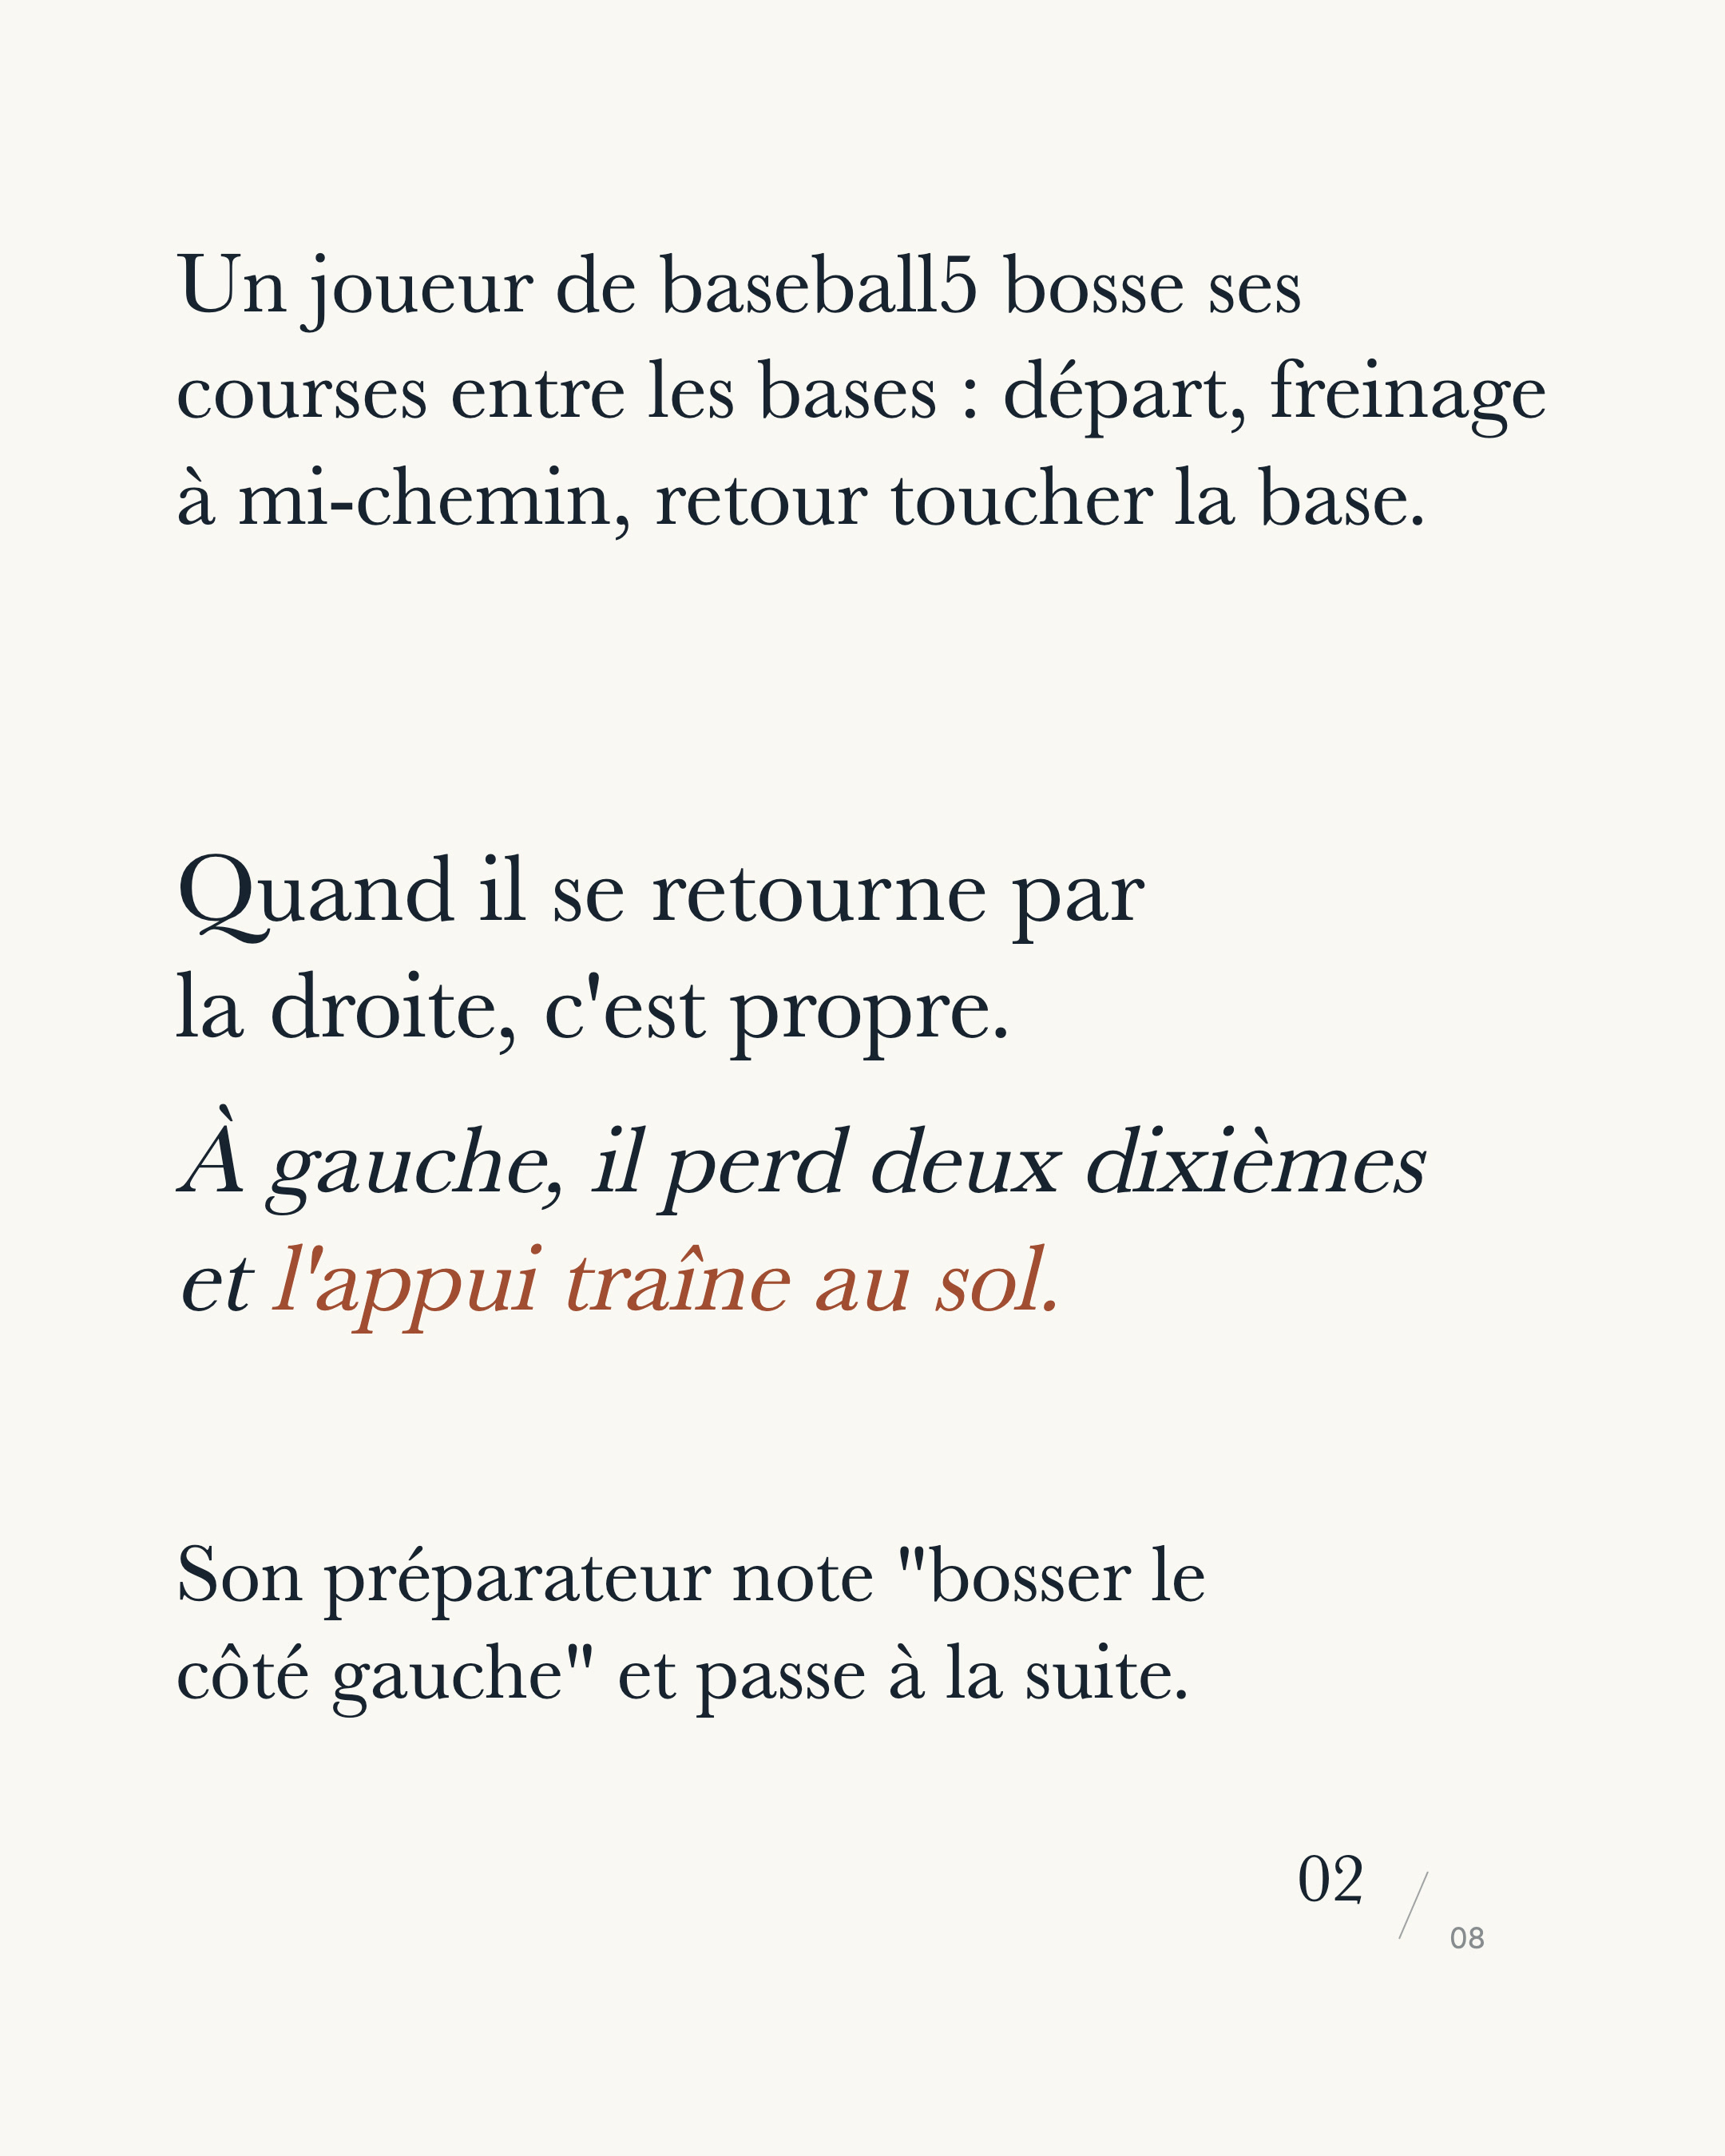 Un joueur de baseball5 bosse ses
courses entre les bases : départ, freinage
à mi-chemin, retour toucher la base.
Quand il se retourne par
la droite, c'est propre.
À gauche, il perd deux dixièmes
et l'appui traîne au sol.
Son préparateur note "bosser le
côté gauche" et passe à la suite.
02 / 08